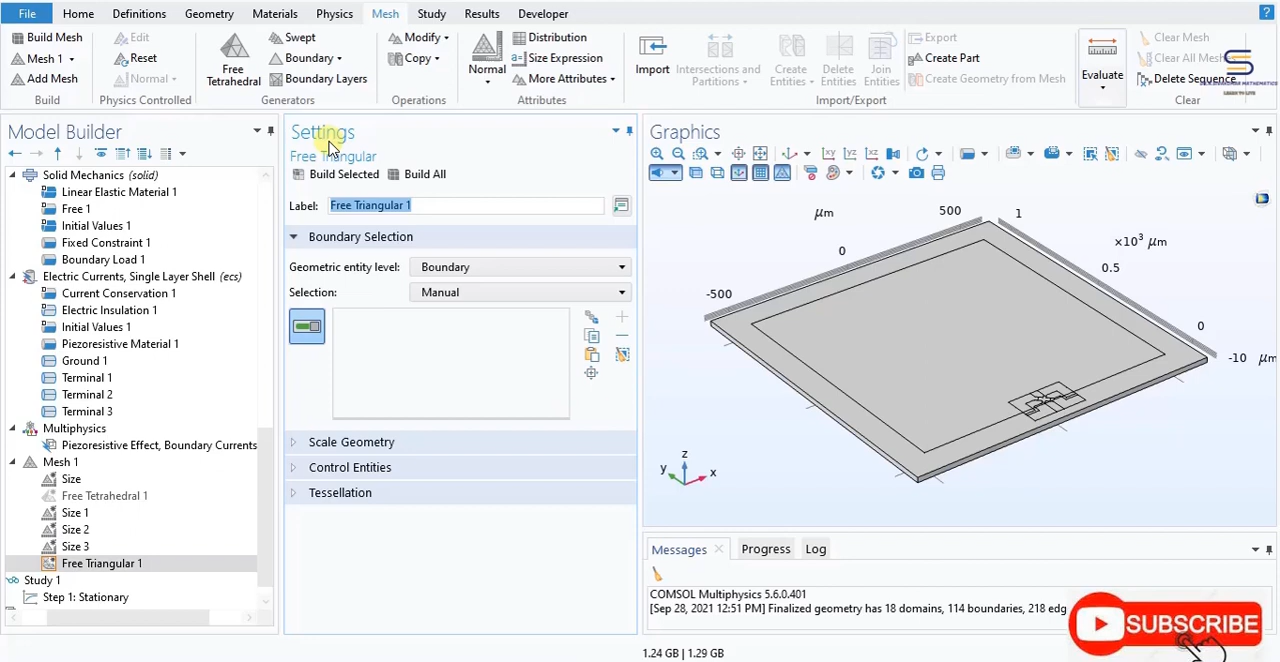 File Home Definitions Geometry Materials Physics Mesh Study Results Developer ?
Build Mesh
Mesh 1
Add Mesh
Build
Edit
Reset
Normal
Physics Controlled
Free Tetrahedral
Swept
Boundary
Boundary Layers
Generators
Modify
Copy
Operations
Normal
Distribution
Size Expression
More Attributes
Attributes
Import
Intersections and Partitions
Create Entities
Delete Entities
Join Entities
Export
Create Part
Create Geometry from Mesh
Import/Export
Evaluate
Clear Mesh
Clear All Meshes
Delete Sequence
Clear
LEARN TO LIVE
Model Builder
Solid Mechanics (solid)
Linear Elastic Material 1
Free 1
Initial Values 1
Fixed Constraint 1
Boundary Load 1
Electric Currents, Single Layer Shell (ecs)
Current Conservation 1
Electric Insulation 1
Initial Values 1
Piezoresistive Material 1
Ground 1
Terminal 1
Terminal 2
Terminal 3
Multiphysics
Piezoresistive Effect, Boundary Currents
Mesh 1
Size
Free Tetrahedral 1
Size 1
Size 2
Size 3
Free Triangular 1
Study 1
Step 1: Stationary
Settings
Free Triangular
Build Selected Build All
Label: Free Triangular 1
Boundary Selection
Geometric entity level: Boundary
Selection: Manual
Scale Geometry
Control Entities
Tessellation
Graphics
xy yz xz
μm 500 1
0 ×10³ μm
-500 0.5
0
-10 μm
z
y x
Messages Progress Log
COMSOL Multiphysics 5.6.0.401
[Sep 28, 2021 12:51 PM] Finalized geometry has 18 domains, 114 boundaries, 218 edg
SUBSCRIBE
1.24 GB | 1.29 GB